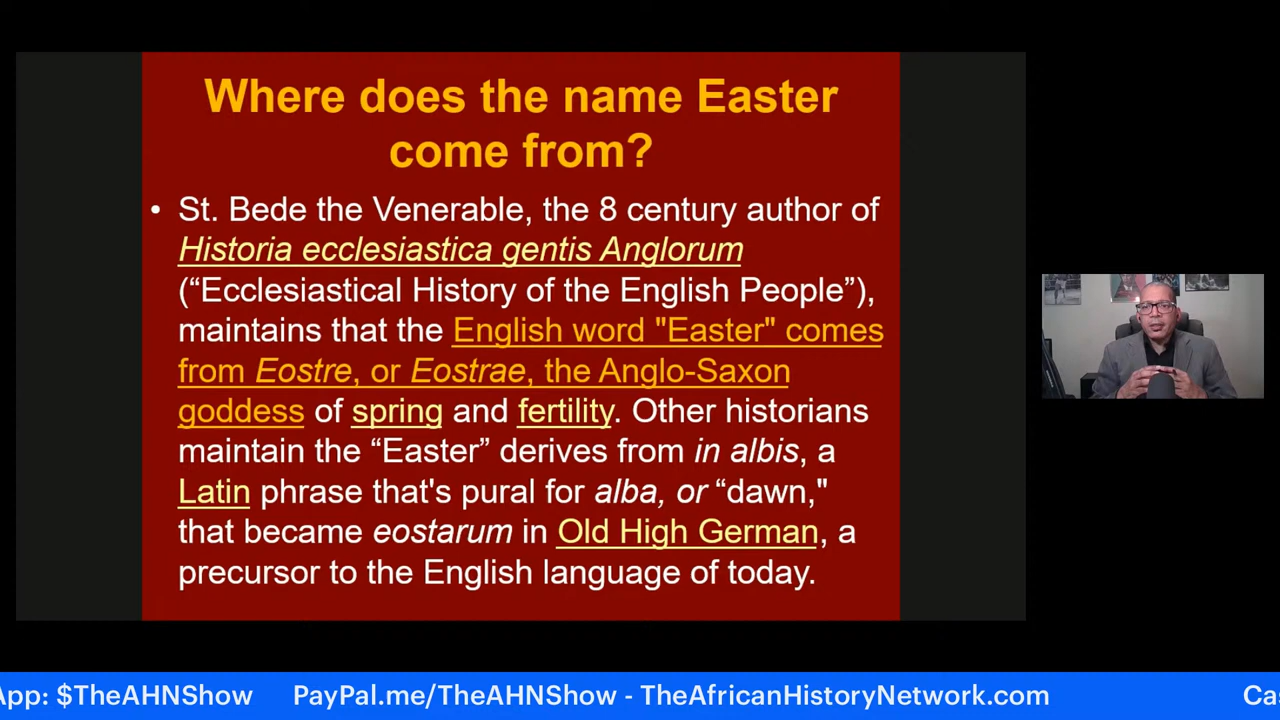 Where does the name Easter
come from?
• St. Bede the Venerable, the 8 century author of
Historia ecclesiastica gentis Anglorum
(“Ecclesiastical History of the English People”),
maintains that the English word "Easter" comes
from Eostre, or Eostrae, the Anglo-Saxon
goddess of spring and fertility. Other historians
maintain the “Easter” derives from in albis, a
Latin phrase that's pural for alba, or “dawn,"
that became eostarum in Old High German, a
precursor to the English language of today.
App: $TheAHNShow PayPal.me/TheAHNShow - TheAfricanHistoryNetwork.com Ca